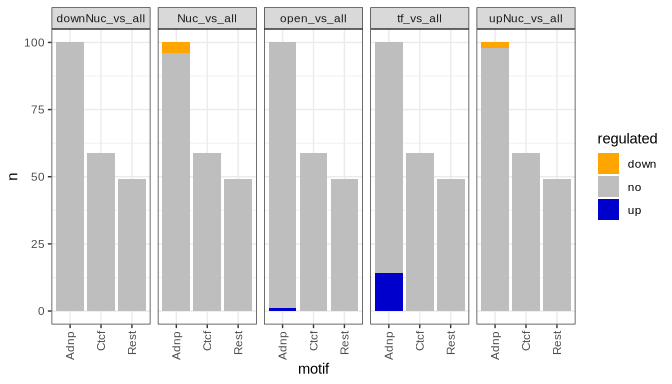 downNuc_vs_all Nuc_vs_all open_vs_all tf_vs_all upNuc_vs_all
100
75
50
25
0
n
Adnp Ctcf Rest Adnp Ctcf Rest Adnp Ctcf Rest Adnp Ctcf Rest Adnp Ctcf Rest
motif
regulated
down
no
up